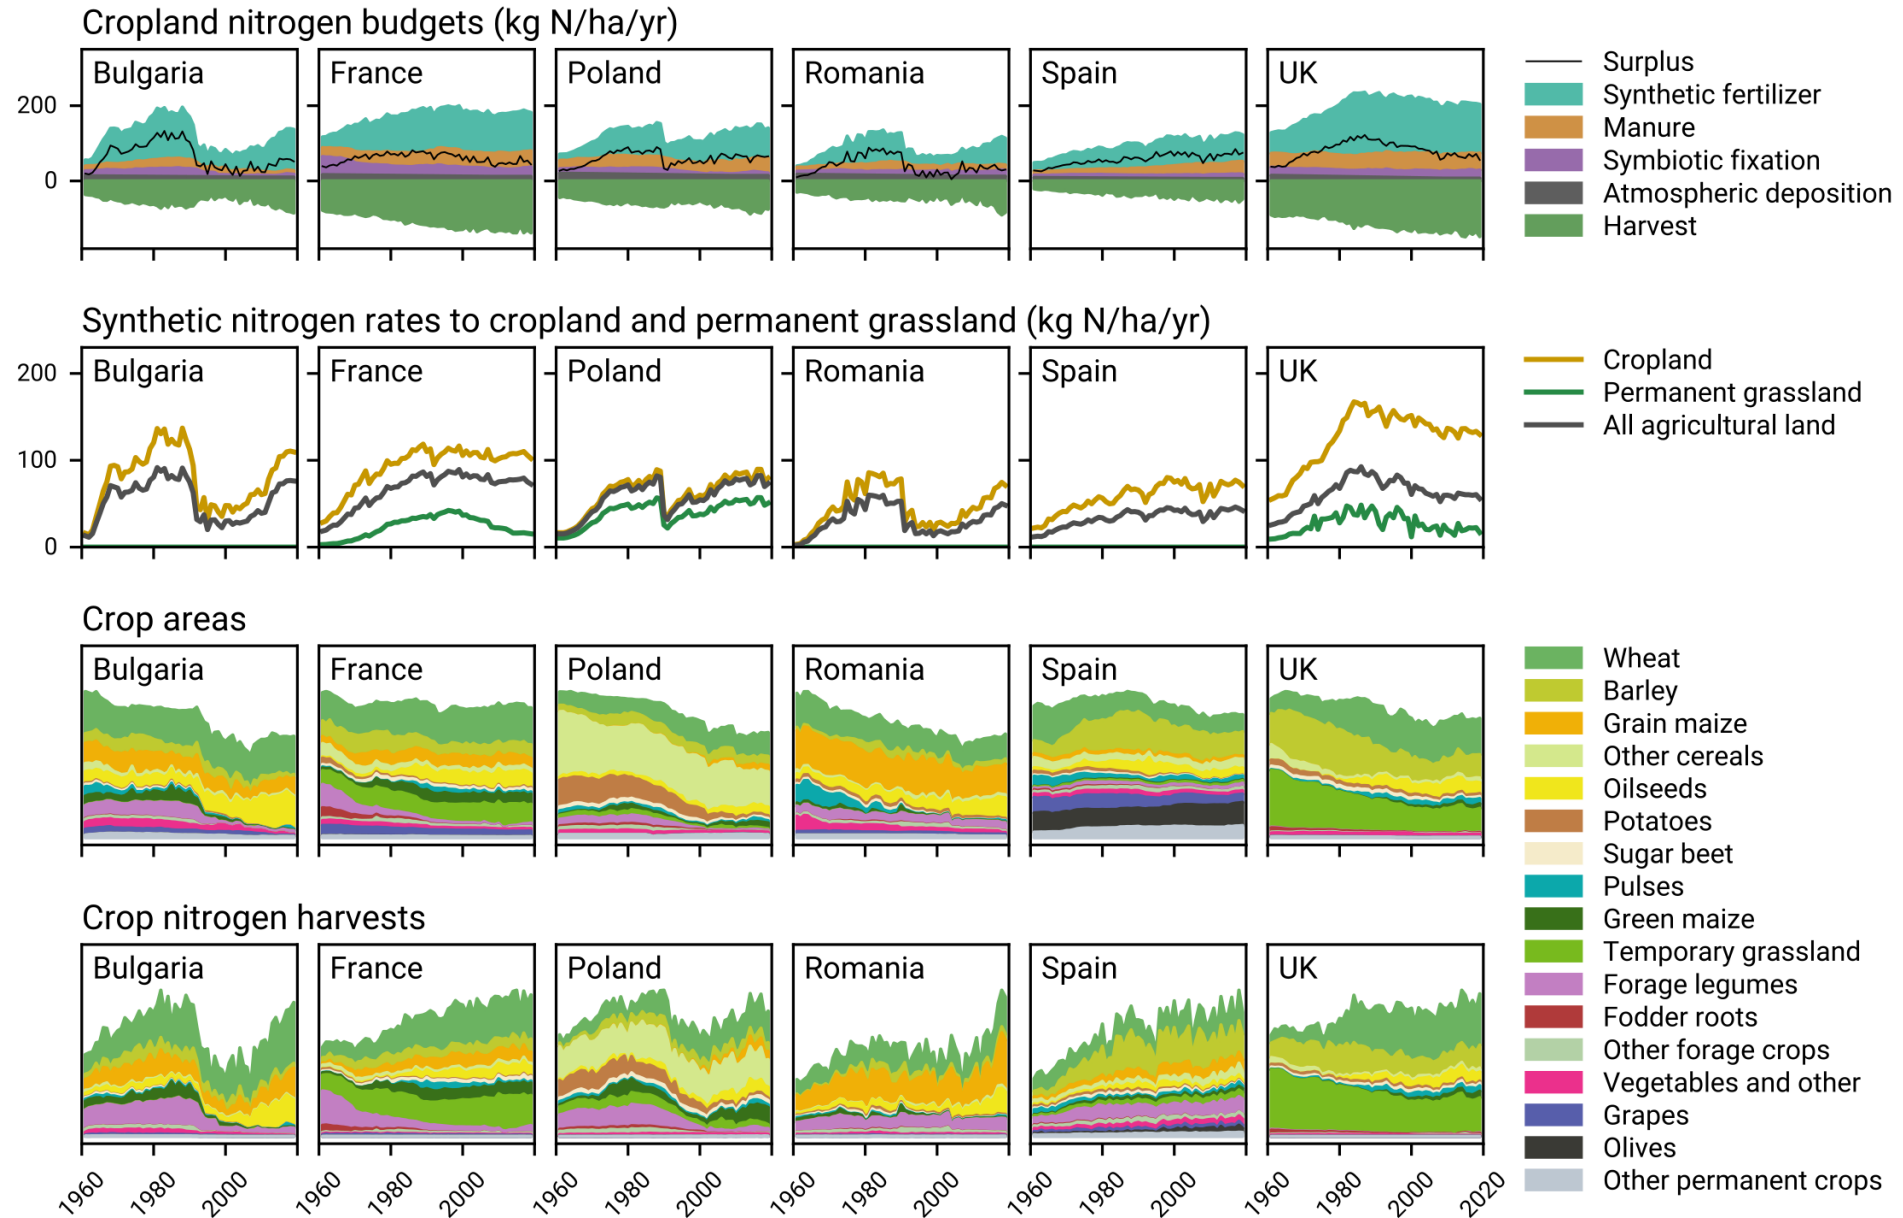 Cropland nitrogen budgets (kg N/ha/yr)
Bulgaria
France
Poland
Romania
Spain
UK
200
0
Surplus
Synthetic fertilizer
Manure
Symbiotic fixation
Atmospheric deposition
Harvest
Synthetic nitrogen rates to cropland and permanent grassland (kg N/ha/yr)
Bulgaria
France
Poland
Romania
Spain
UK
200
100
0
Cropland
Permanent grassland
All agricultural land
Crop areas
Bulgaria
France
Poland
Romania
Spain
UK
Wheat
Barley
Grain maize
Other cereals
Oilseeds
Potatoes
Sugar beet
Pulses
Green maize
Temporary grassland
Forage legumes
Fodder roots
Other forage crops
Vegetables and other
Grapes
Olives
Other permanent crops
Crop nitrogen harvests
Bulgaria
France
Poland
Romania
Spain
UK
1960
1980
2000
1960
1980
2000
1960
1980
2000
1960
1980
2000
1960
1980
2000
1960
1980
2000
2020